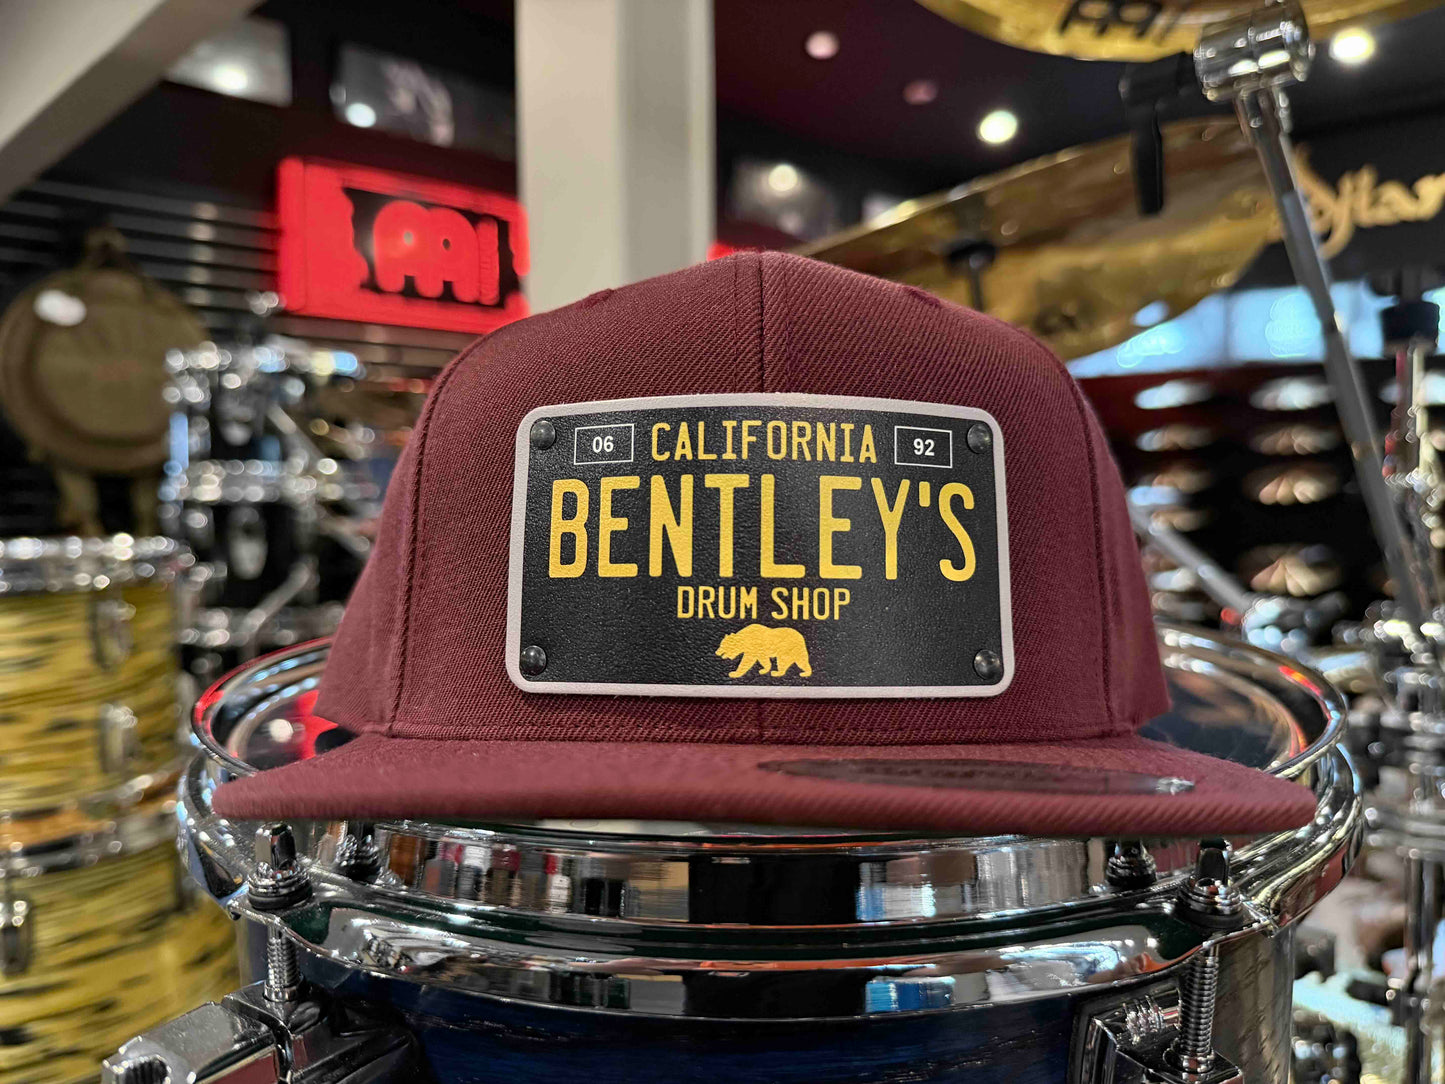 06 CALIFORNIA 92
BENTLEY'S
DRUM SHOP